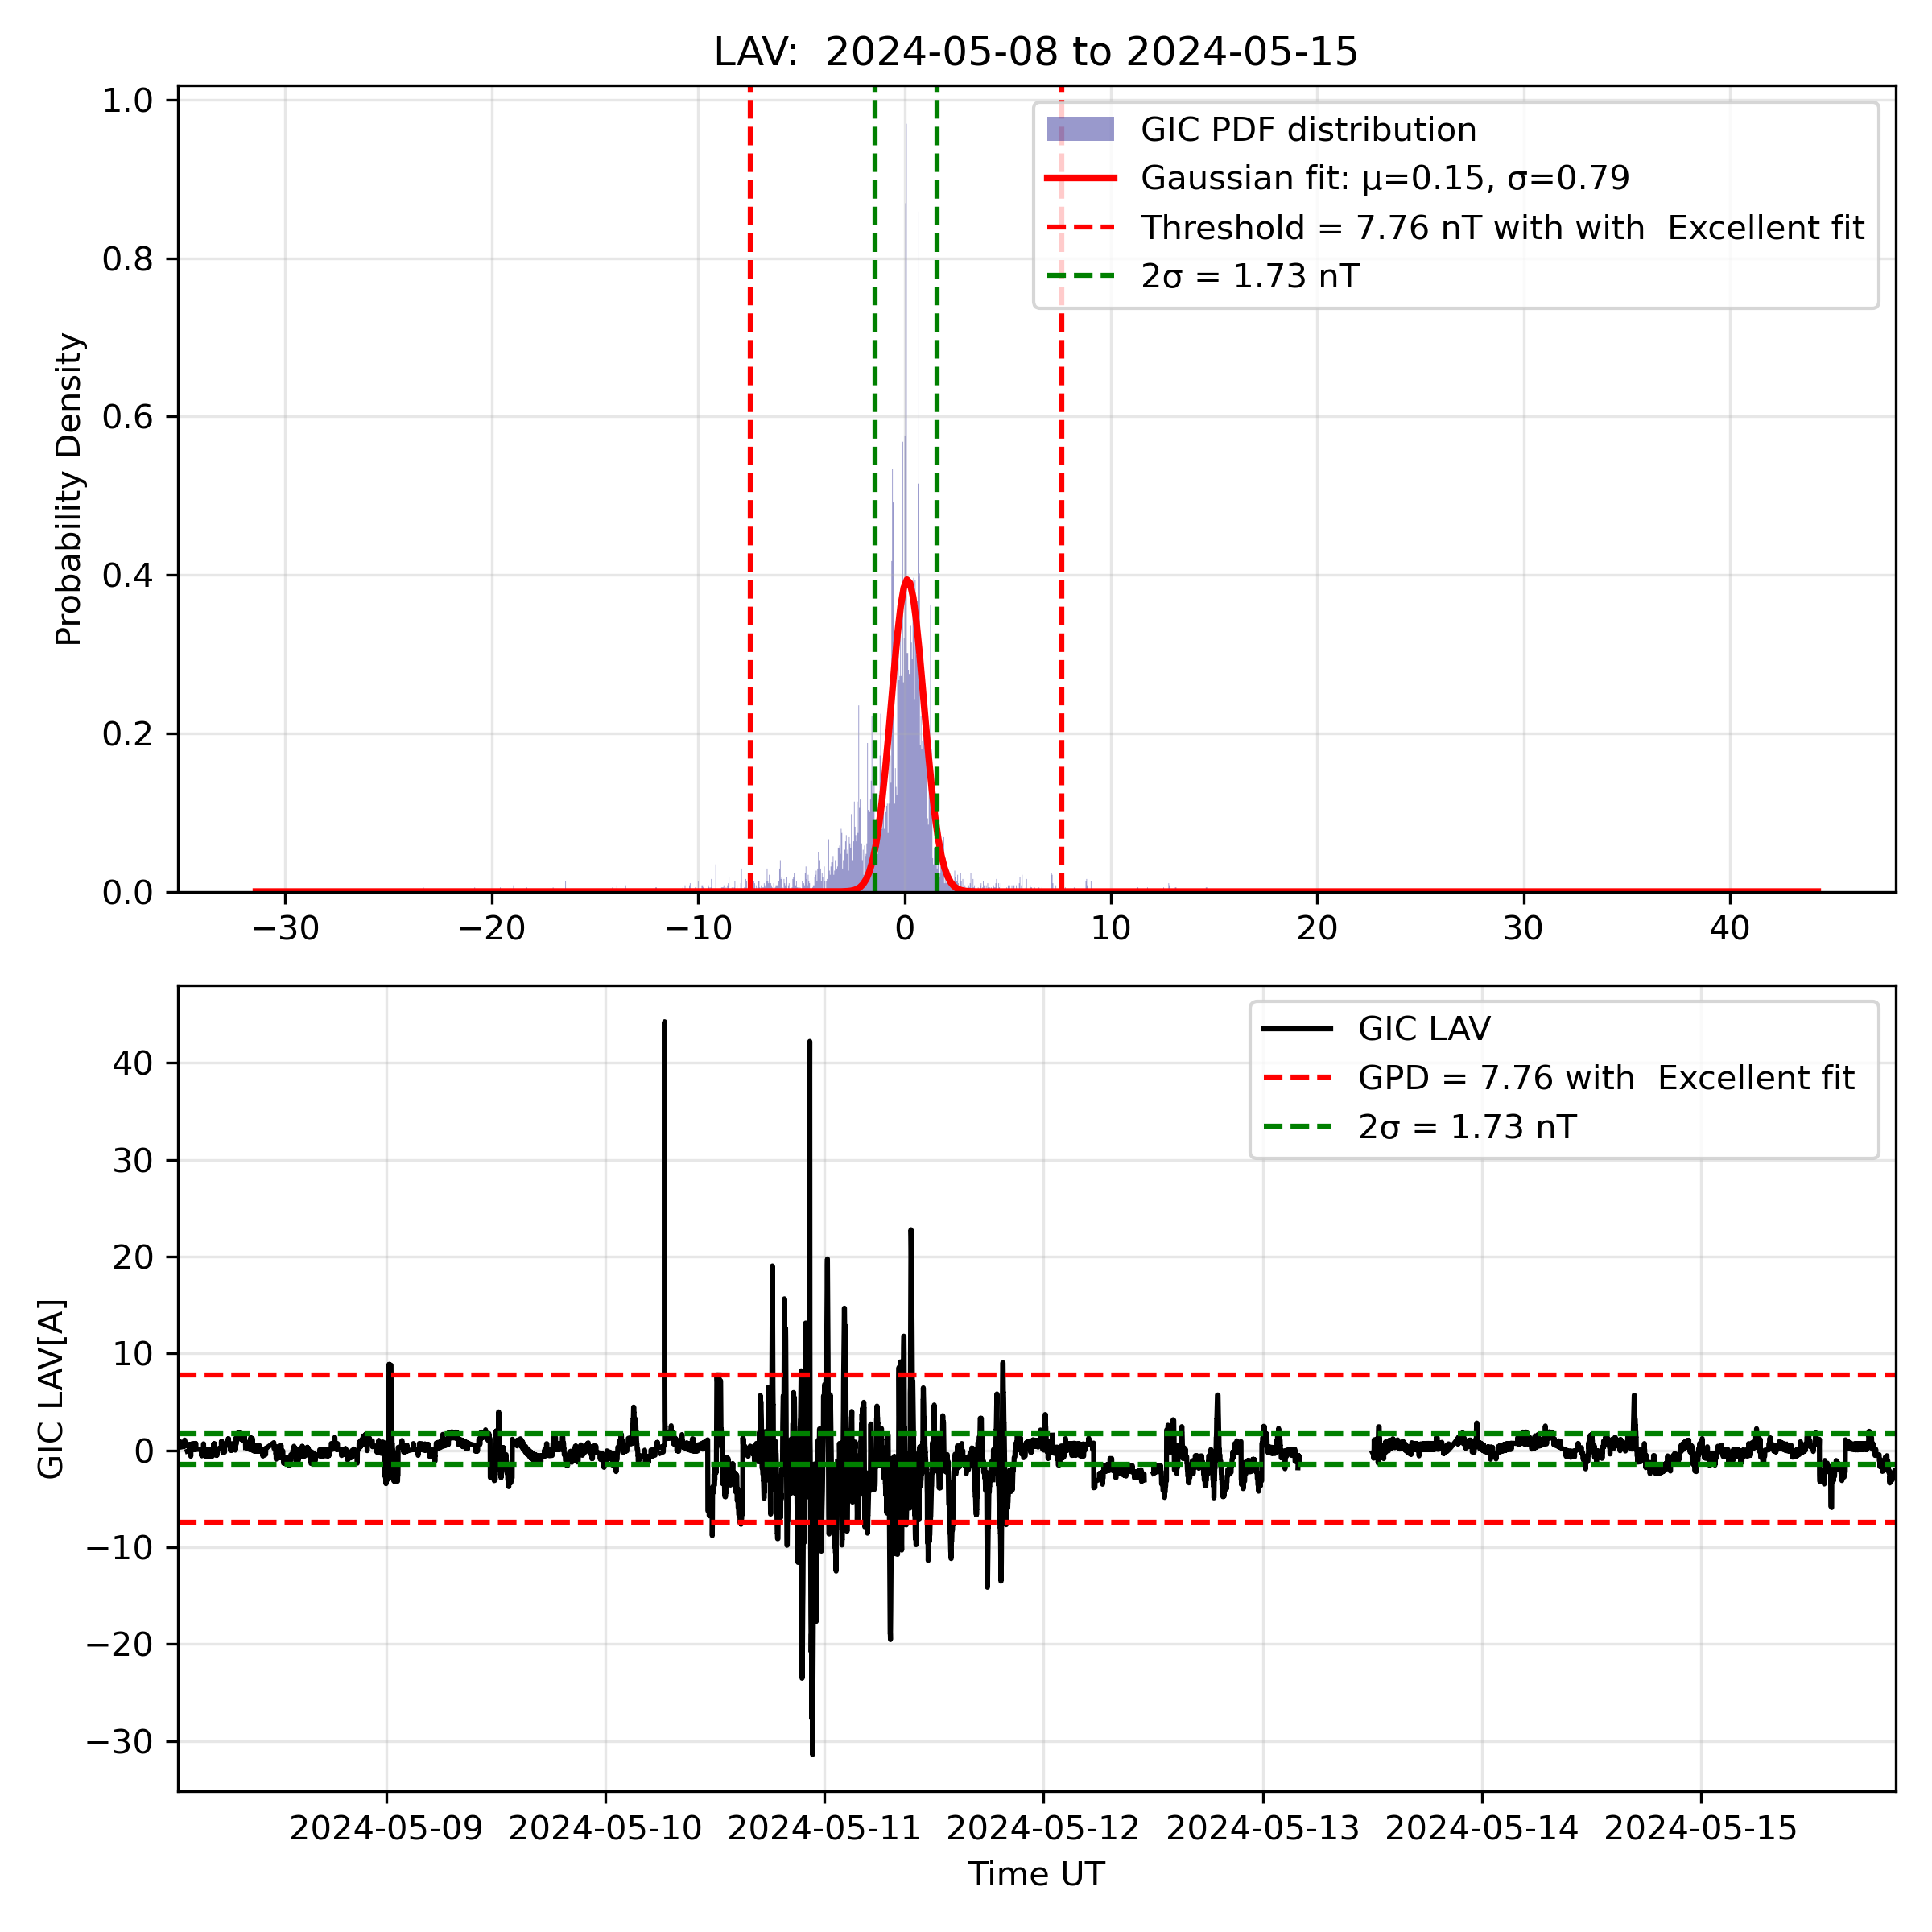 LAV:  2024-05-08 to 2024-05-15
1.0
0.8
0.6
0.4
0.2
0.0
Probability Density
GIC PDF distribution
Gaussian fit: μ=0.15, σ=0.79
Threshold = 7.76 nT with with  Excellent fit
2σ = 1.73 nT
−30 −20 −10 0 10 20 30 40
40
30
20
10
0
−10
−20
−30
GIC LAV[A]
GIC LAV
GPD = 7.76 with  Excellent fit
2σ = 1.73 nT
2024-05-09 2024-05-10 2024-05-11 2024-05-12 2024-05-13 2024-05-14 2024-05-15
Time UT